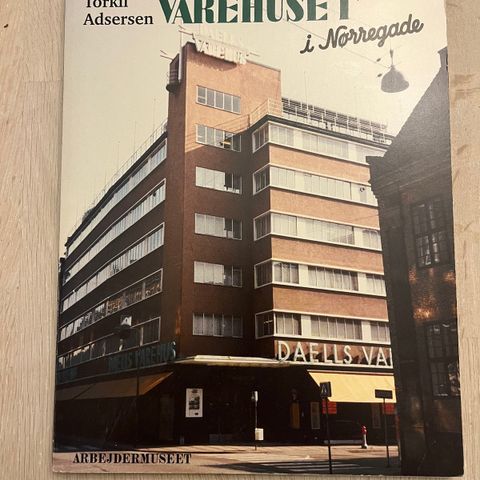 Torkil
Adsersen
VAREHUSET
i Nørregade
DAELLS VAREHUS
DAELLS VA
ARBEJDERMUSEET